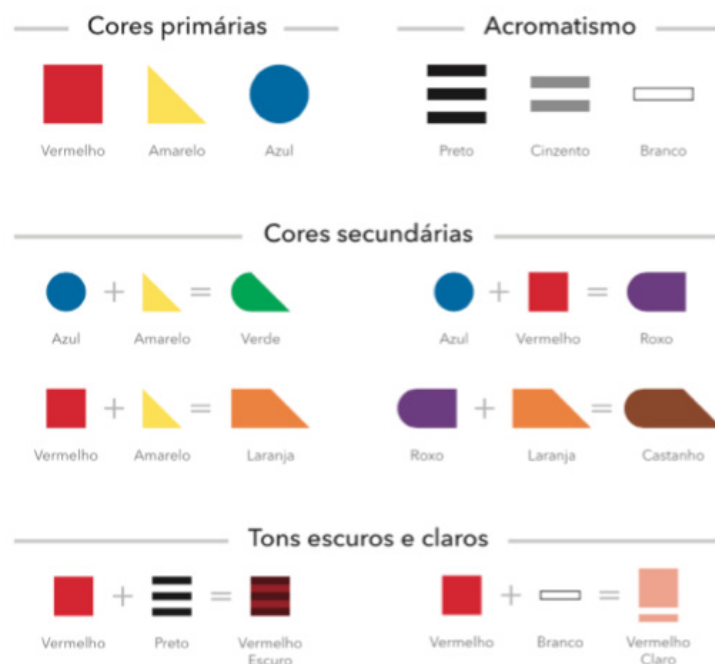 Cores primárias
Acromatismo
Vermelho Amarelo Azul
Preto Cinzento Branco
Cores secundárias
+ =
+ =
Azul Amarelo Verde
Azul Vermelho Roxo
+ =
+ =
Vermelho Amarelo Laranja
Roxo Laranja Castanho
Tons escuros e claros
+ =
+ =
Vermelho Preto Vermelho
Escuro
Vermelho Branco Vermelho
Claro